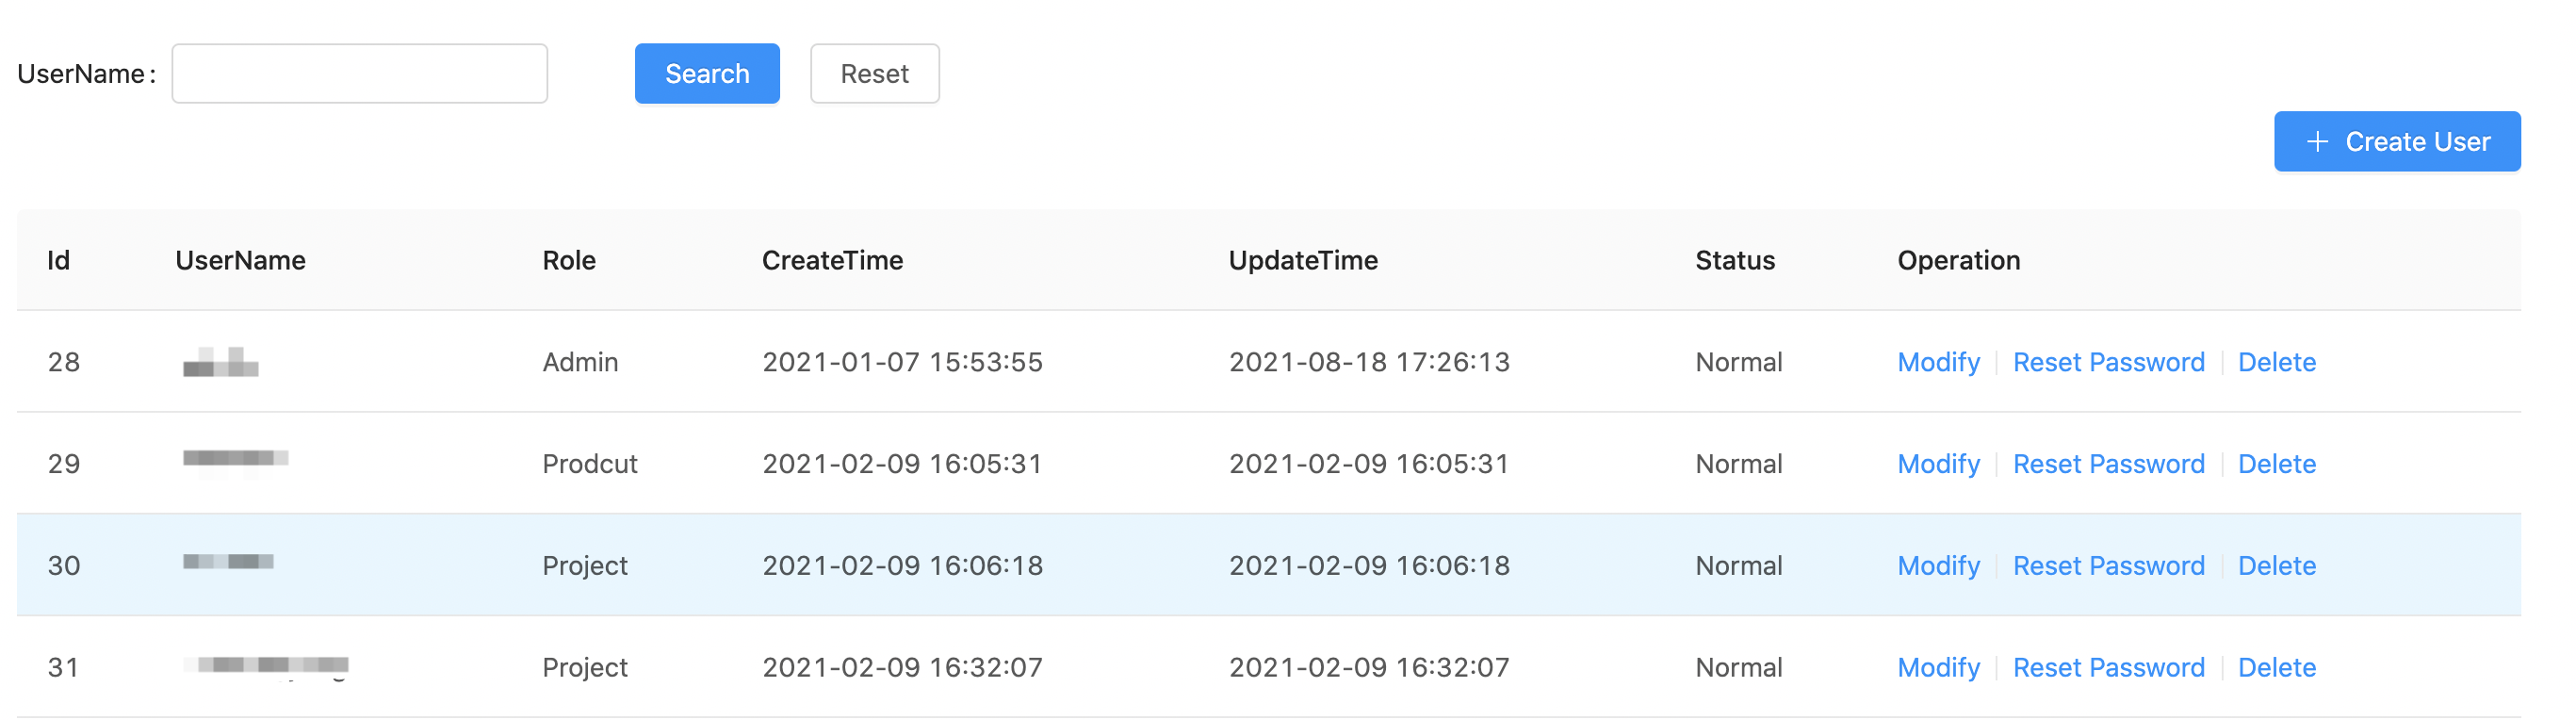 UserName: Search Reset
+ Create User
Id UserName Role CreateTime UpdateTime Status Operation
28 Admin 2021-01-07 15:53:55 2021-08-18 17:26:13 Normal Modify Reset Password Delete
29 Prodcut 2021-02-09 16:05:31 2021-02-09 16:05:31 Normal Modify Reset Password Delete
30 Project 2021-02-09 16:06:18 2021-02-09 16:06:18 Normal Modify Reset Password Delete
31 Project 2021-02-09 16:32:07 2021-02-09 16:32:07 Normal Modify Reset Password Delete